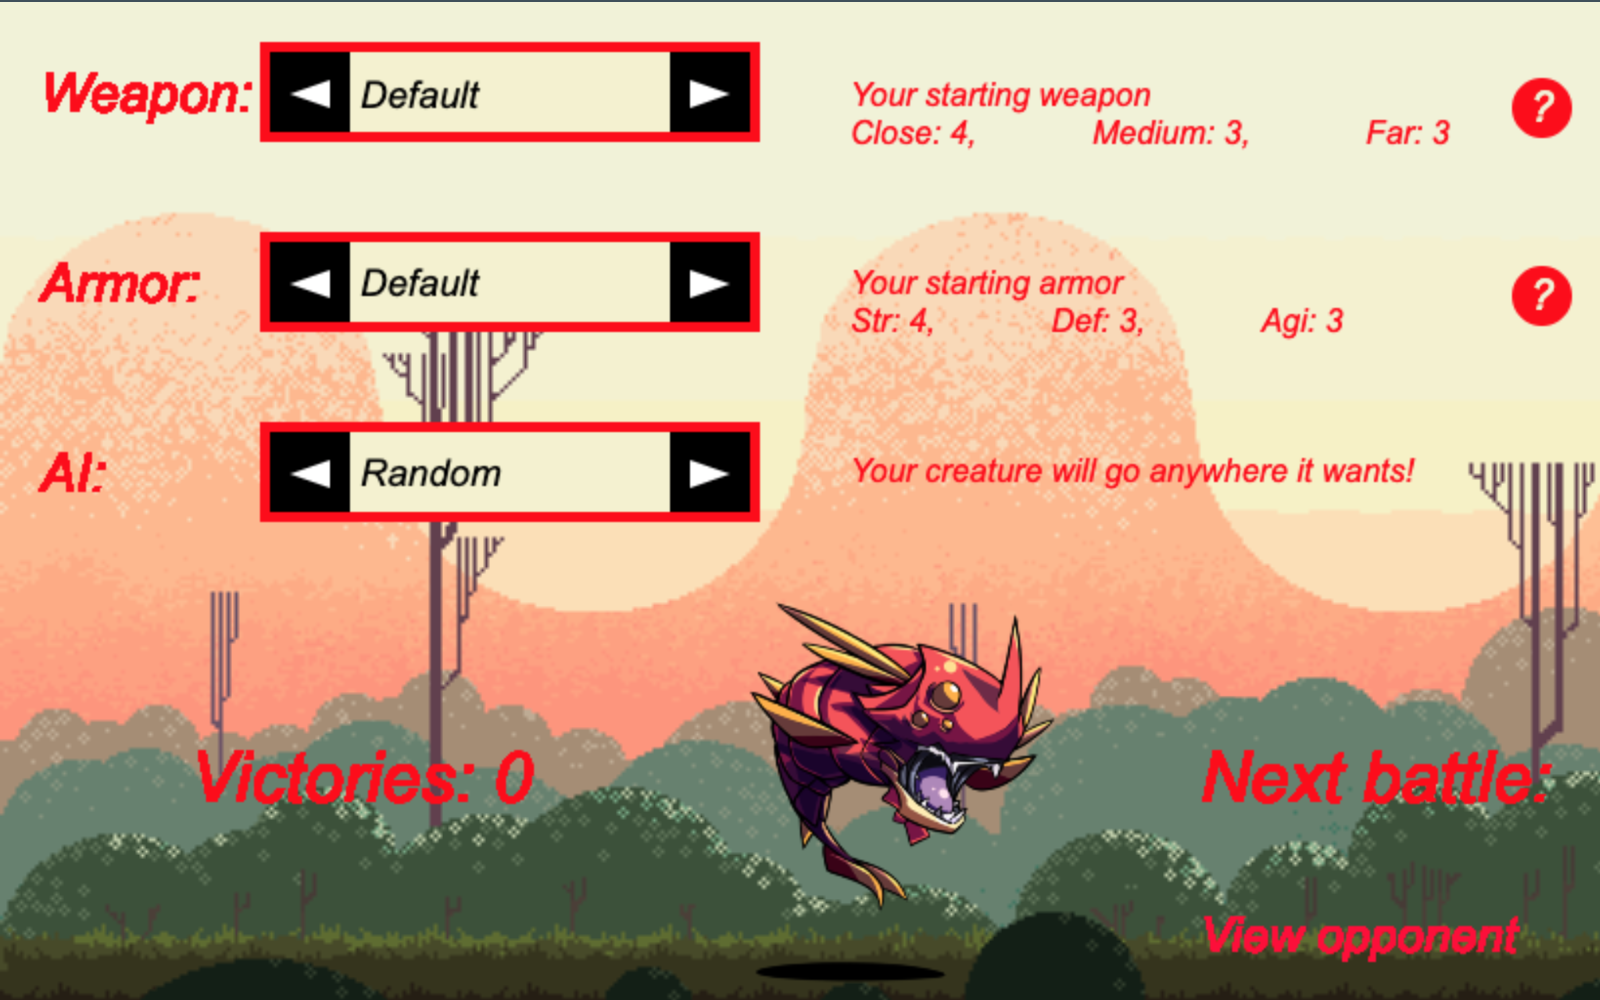 Weapon:
Default
Your starting weapon
Close: 4, Medium: 3, Far: 3
?
Armor:
Default
Your starting armor
Str: 4, Def: 3, Agi: 3
?
AI:
Random
Your creature will go anywhere it wants!
Victories: 0
Next battle:
View opponent